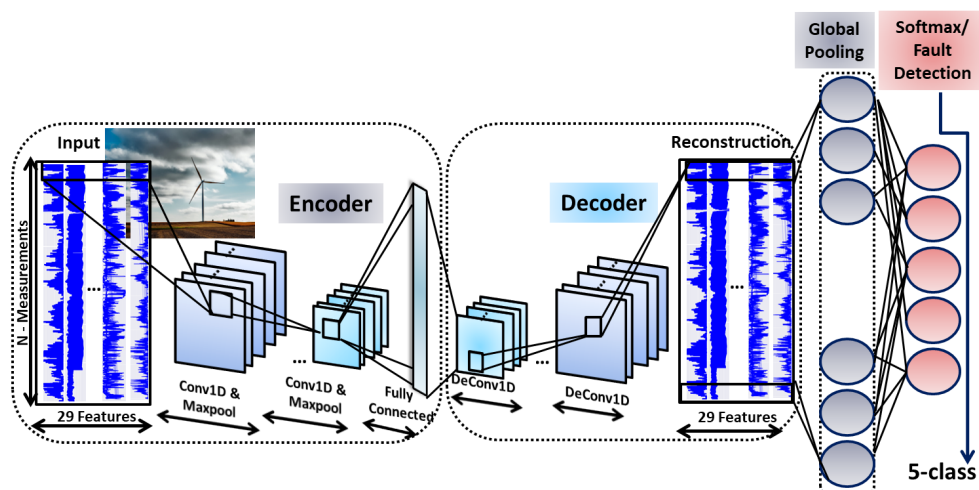 Global
Pooling
Softmax/
Fault
Detection
Input
Reconstruction
Encoder
Decoder
N - Measurements
...
...
...
...
Conv1D &
Maxpool
Conv1D &
Maxpool
Fully
Connected
DeConv1D
DeConv1D
29 Features
29 Features
5-class